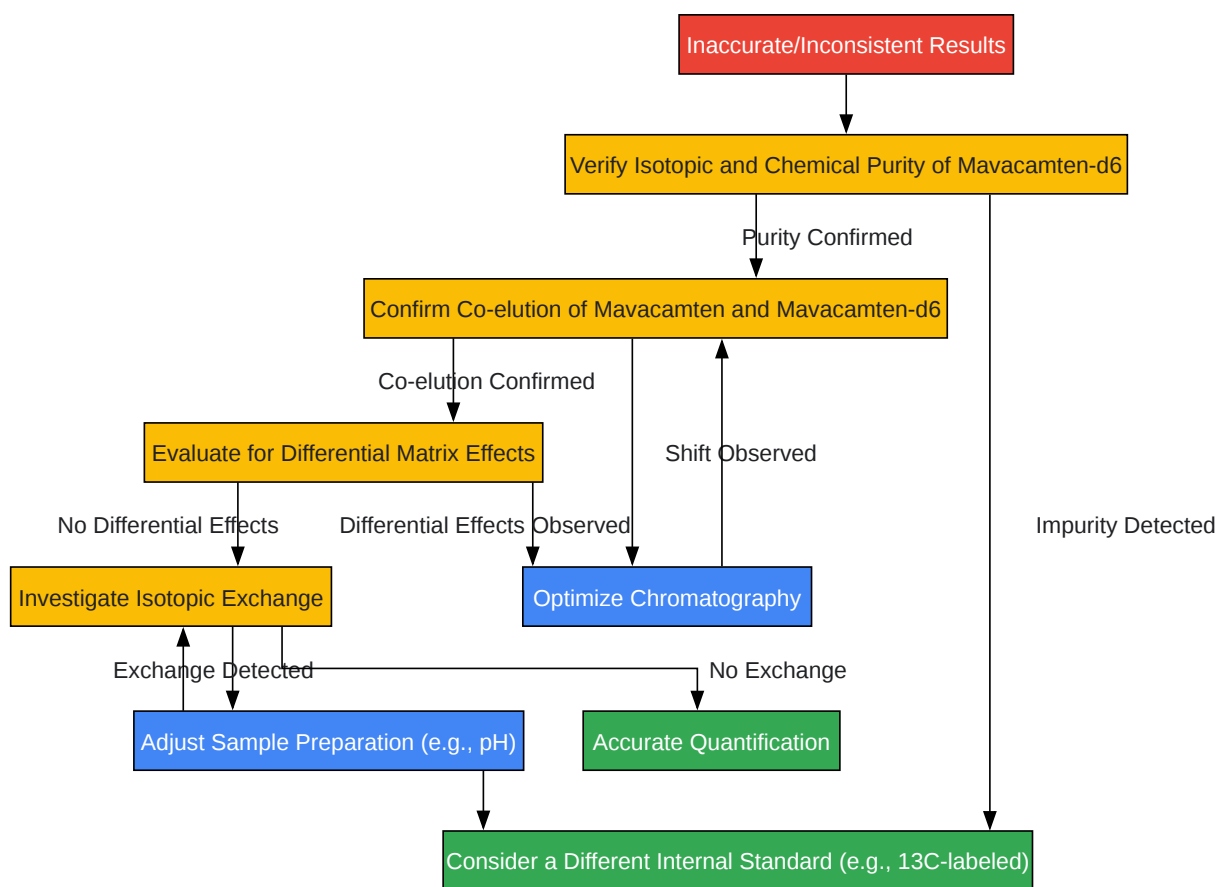 Inaccurate/Inconsistent Results
Verify Isotopic and Chemical Purity of Mavacamten-d6
Purity Confirmed
Confirm Co-elution of Mavacamten and Mavacamten-d6
Co-elution Confirmed
Evaluate for Differential Matrix Effects
Shift Observed
No Differential Effects
Differential Effects Observed
Impurity Detected
Investigate Isotopic Exchange
Optimize Chromatography
Exchange Detected
No Exchange
Adjust Sample Preparation (e.g., pH)
Accurate Quantification
Consider a Different Internal Standard (e.g., 13C-labeled)